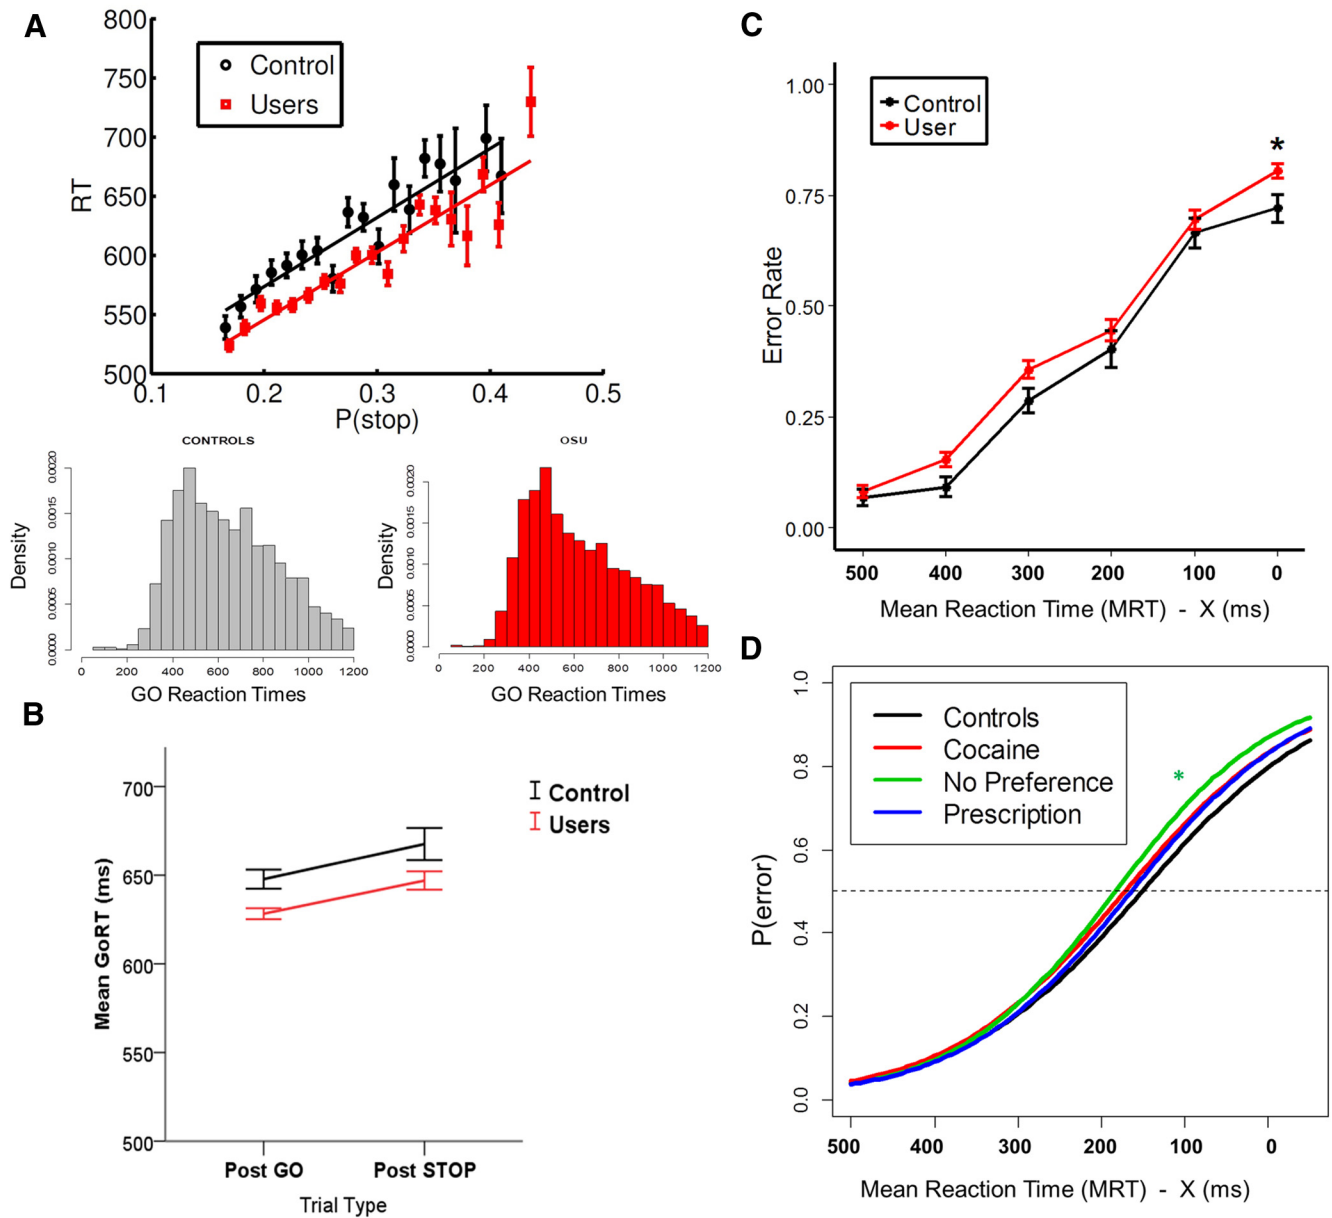 A
800
750
700
650
600
550
500
RT
Control
Users
0.1 0.2 0.3 0.4 0.5
P(stop)
CONTROLS
0.0020
0.0015
0.0010
0.0005
0.0000
Density
0 200 400 600 800 1000 1200
GO Reaction Times
OSU
0.0020
0.0015
0.0010
0.0005
0.0000
Density
0 200 400 600 800 1000 1200
GO Reaction Times
B
700
650
600
550
500
Mean GoRT (ms)
Control
Users
Post GO Post STOP
Trial Type
C
1.00
0.75
0.50
0.25
0.00
Error Rate
Control
User
*
500 400 300 200 100 0
Mean Reaction Time (MRT) - X (ms)
D
1.0
0.8
0.6
0.4
0.2
0.0
P(error)
Controls
Cocaine
No Preference
Prescription
*
500 400 300 200 100 0
Mean Reaction Time (MRT) - X (ms)